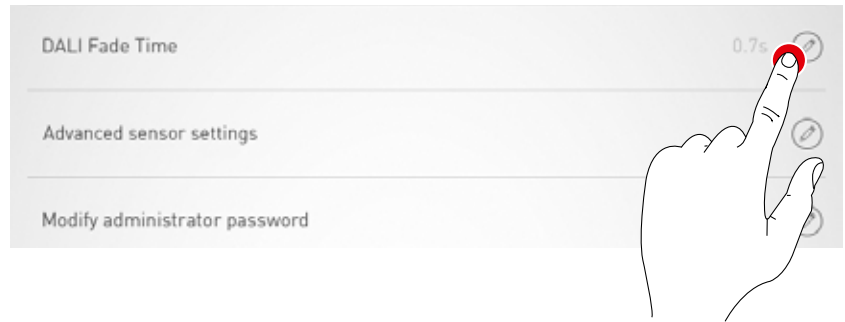 DALI Fade Time 0.7s
Advanced sensor settings
Modify administrator password